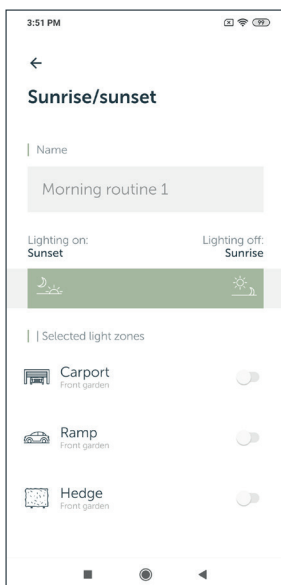 3:51 PM
99
Sunrise/sunset
Name
Morning routine 1
Lighting on:
Lighting off:
Sunset
Sunrise
Selected light zones
Carport
Front garden
Ramp
Front garden
Hedge
Front garden